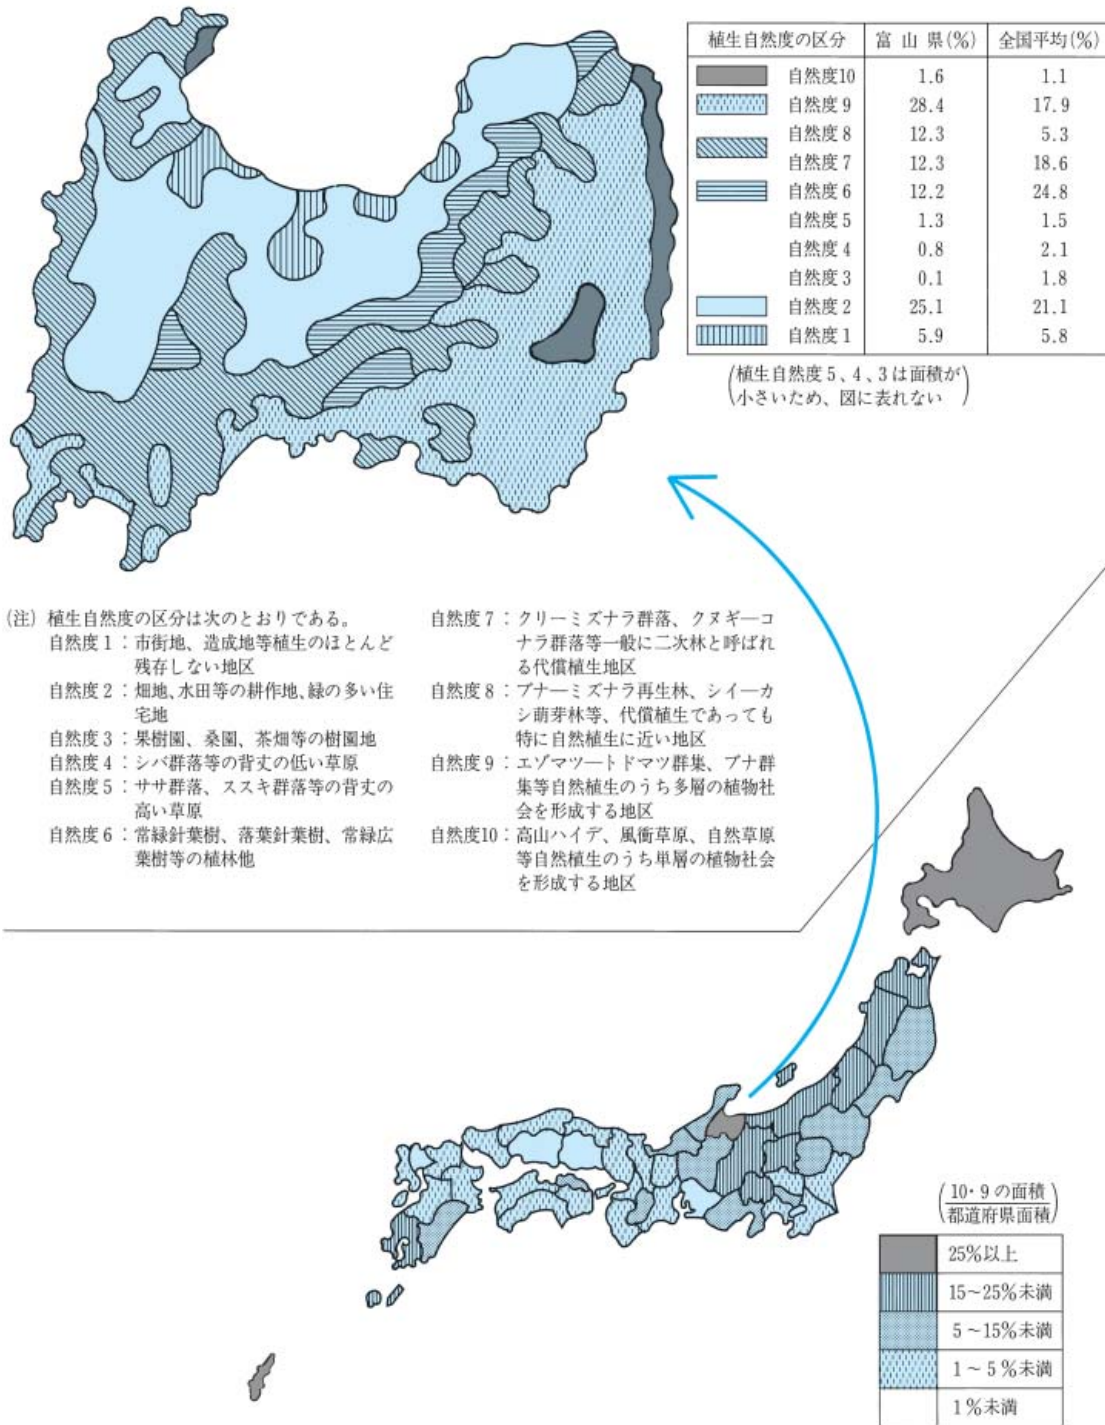 植生自然度の区分 富山県(%) 全国平均(%)
自然度10 1.6 1.1
自然度9 28.4 17.9
自然度8 12.3 5.3
自然度7 12.3 18.6
自然度6 12.2 24.8
自然度5 1.3 1.5
自然度4 0.8 2.1
自然度3 0.1 1.8
自然度2 25.1 21.1
自然度1 5.9 5.8
(植生自然度5、4、3は面積が
小さいため、図に表れない)
(注) 植生自然度の区分は次のとおりである。
自然度1：市街地、造成地等植生のほとんど
残存しない地区
自然度2：畑地、水田等の耕作地、緑の多い住
宅地
自然度3：果樹園、桑園、茶畑等の樹園地
自然度4：シバ群落等の背丈の低い草原
自然度5：ササ群落、ススキ群落等の背丈の
高い草原
自然度6：常緑針葉樹、落葉針葉樹、常緑広
葉樹等の植林他
自然度7：クリーミズナラ群落、クヌギ―コ
ナラ群落等一般に二次林と呼ばれ
る代償植生地区
自然度8：ブナ―ミズナラ再生林、シイ―カ
シ萌芽林等、代償植生であっても
特に自然植生に近い地区
自然度9：エゾマツ―トドマツ群集、ブナ群
集等自然植生のうち多層の植物社
会を形成する地区
自然度10：高山ハイデ、風衝草原、自然草原
等自然植生のうち単層の植物社会
を形成する地区
(10・9の面積
都道府県面積)
25%以上
15～25%未満
5～15%未満
1～5%未満
1%未満